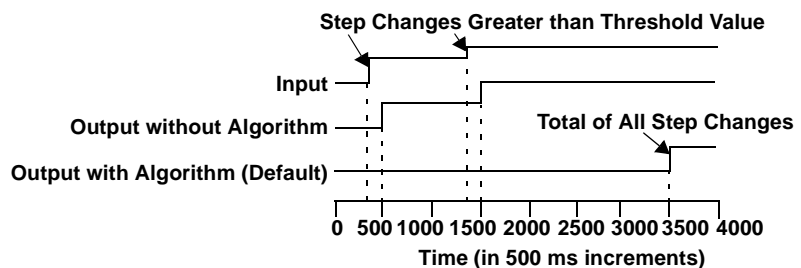 Step Changes Greater than Threshold Value
Input
Output without Algorithm
Total of All Step Changes
Output with Algorithm (Default)
0 500 1000 1500 2000 2500 3000 3500 4000
Time (in 500 ms increments)